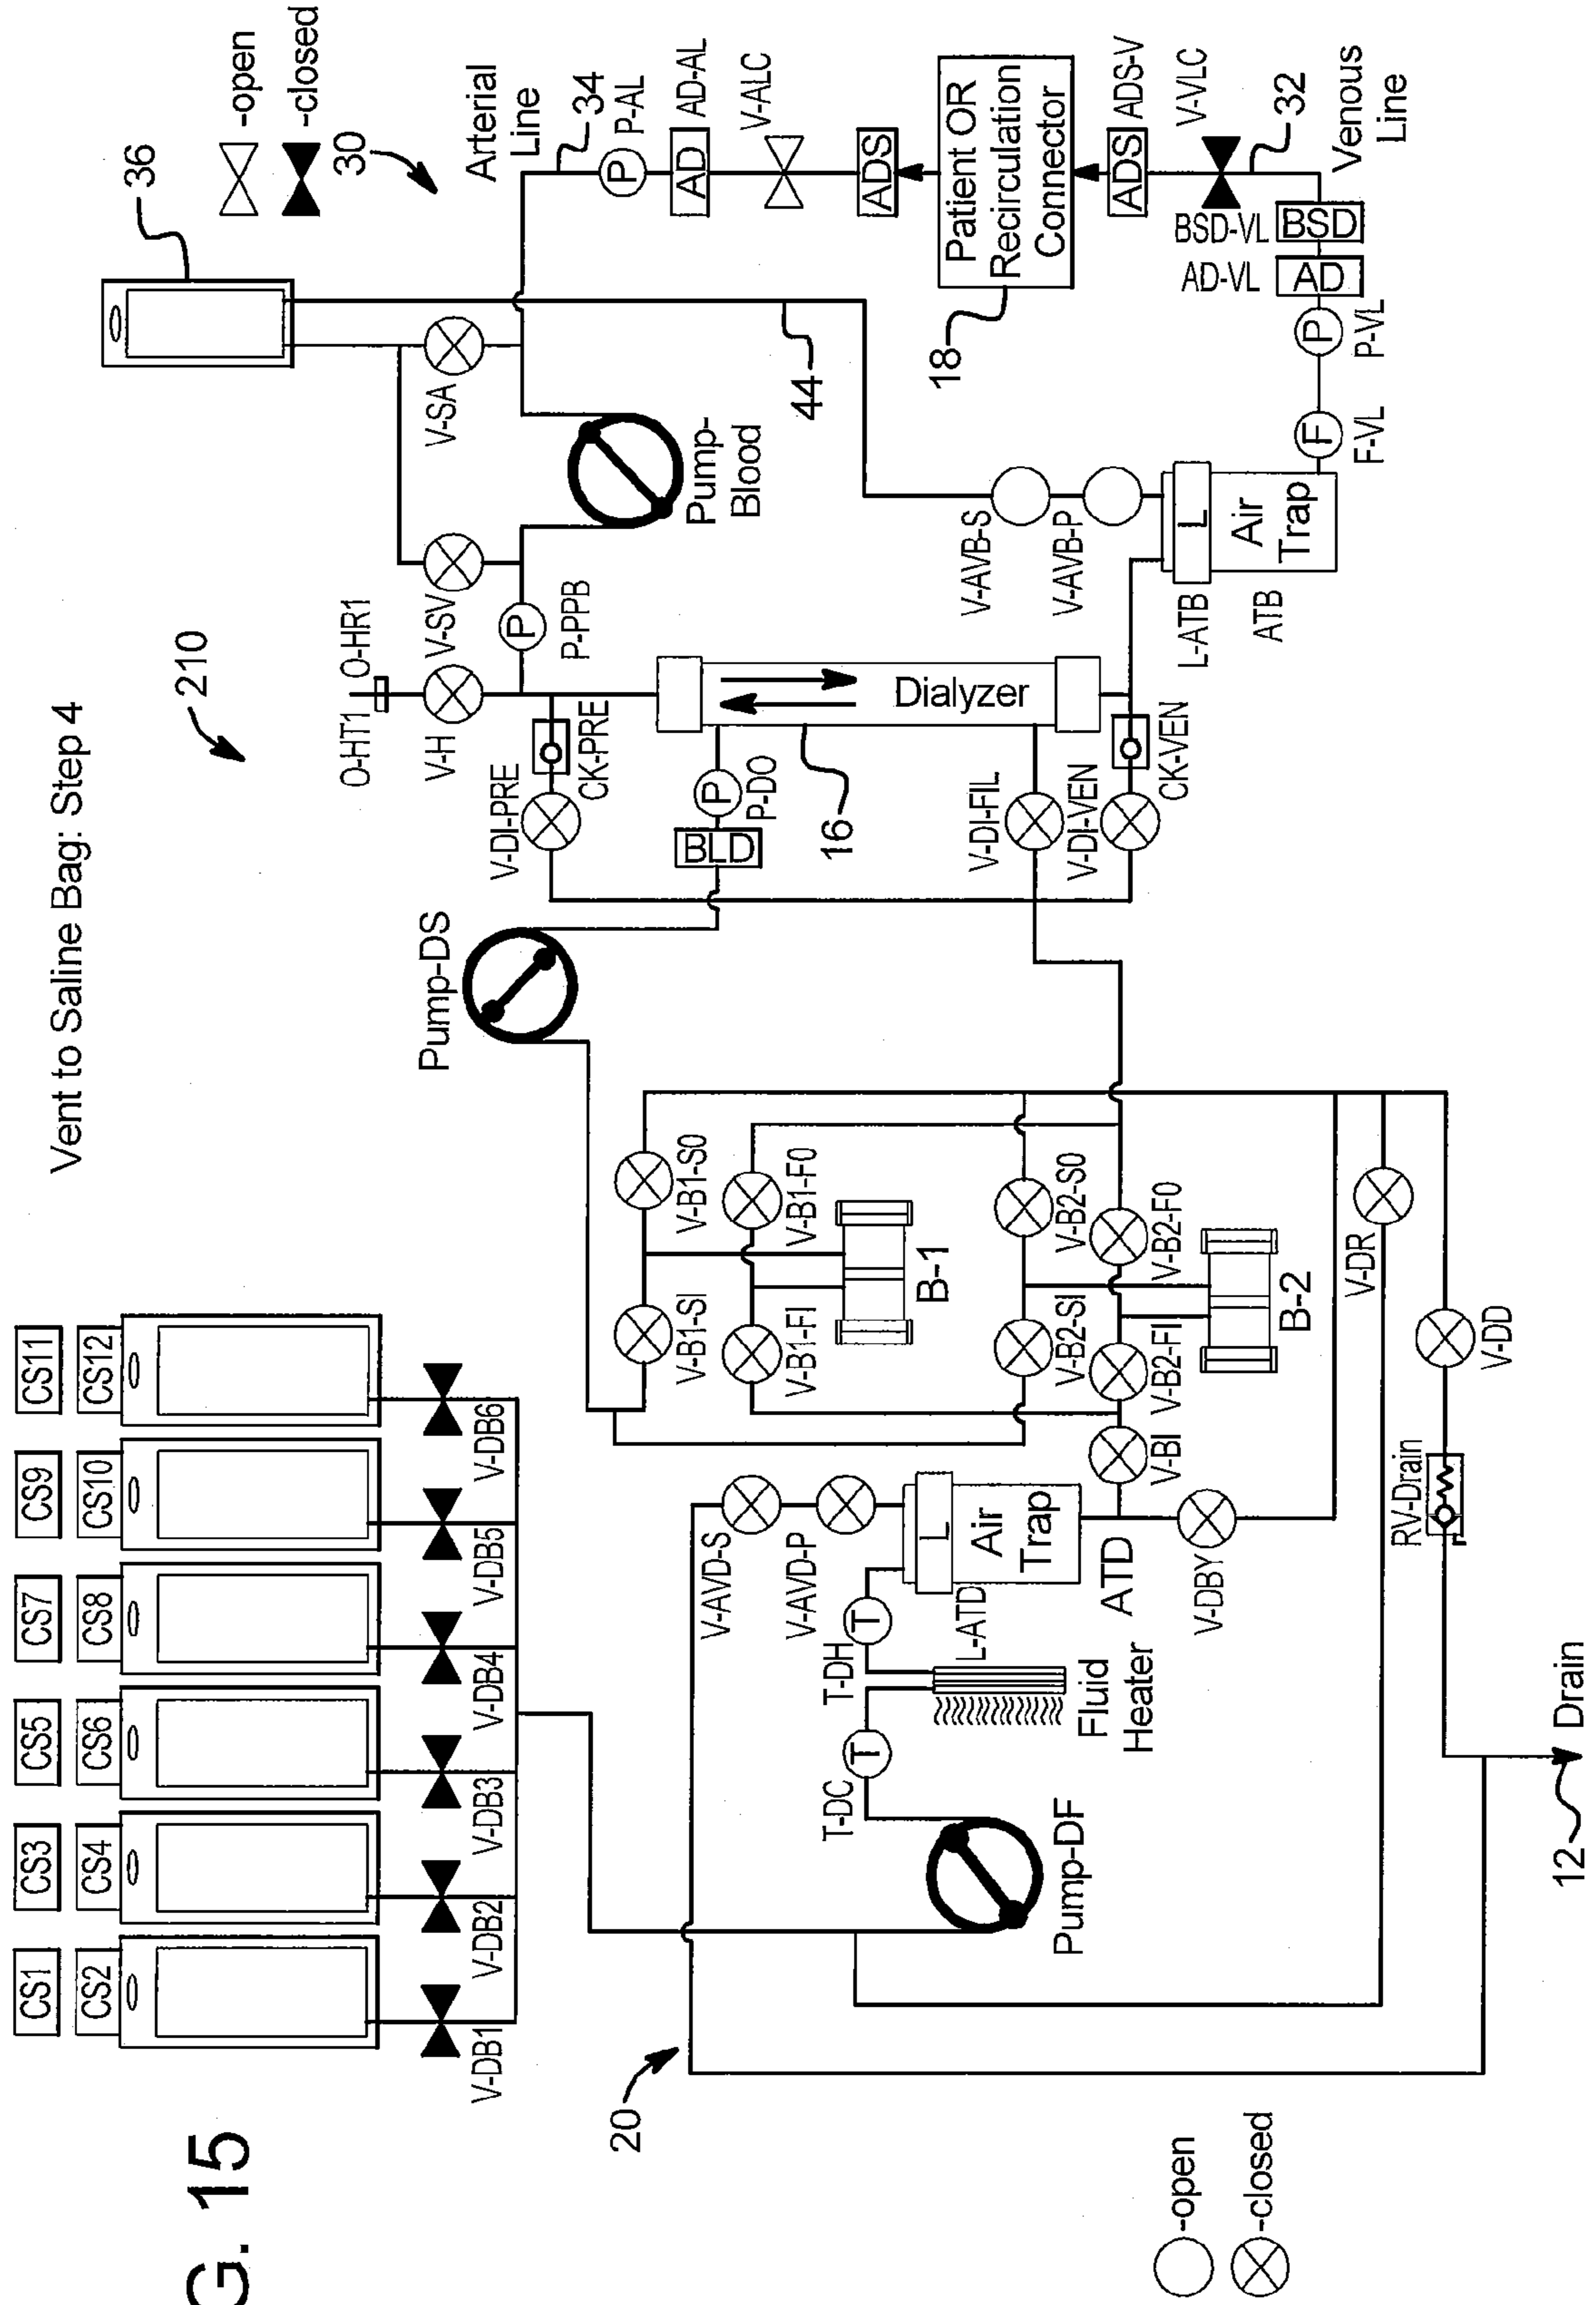 Vent to Saline Bag: Step 4
210
36
-open
-closed
30
Arterial
Line
34
P-AL
P
AD
AD-AL
V-ALC
ADS
Patient OR
Recirculation
Connector
18
ADS
ADS-V
V-VLC
32
Venous
Line
BSD-VL
BSD
AD-VL
AD
P
P-VL
F
F-VL
V-SA
44
Pump-
Blood
V-SV
P
P-PPB
O-HT1
O-HR1
V-H
V-AVB-S
V-AVB-P
L
Air
Trap
L-ATB
ATB
Dialyzer
16
V-DI-PRE
CK-PRE
P
P-DO
BLD
V-DI-FIL
V-DI-VEN
CK-VEN
Pump-DS
V-B1-S0
V-B1-SI
V-B1-F0
V-B1-FI
B-1
V-B2-S0
V-B2-SI
V-B2-F0
V-B2-FI
B-2
V-BI
V-DR
V-DD
RV-Drain
V-DBY
CS11
CS12
CS9
CS10
CS7
CS8
CS5
CS6
CS3
CS4
CS1
CS2
V-DB6
V-DB5
V-DB4
V-DB3
V-DB2
V-DB1
V-AVD-S
V-AVD-P
L
Air
Trap
L-ATD
ATD
T
T-DH
Fluid
Heater
T
T-DC
Pump-DF
12
Drain
20
-open
-closed
G. 15